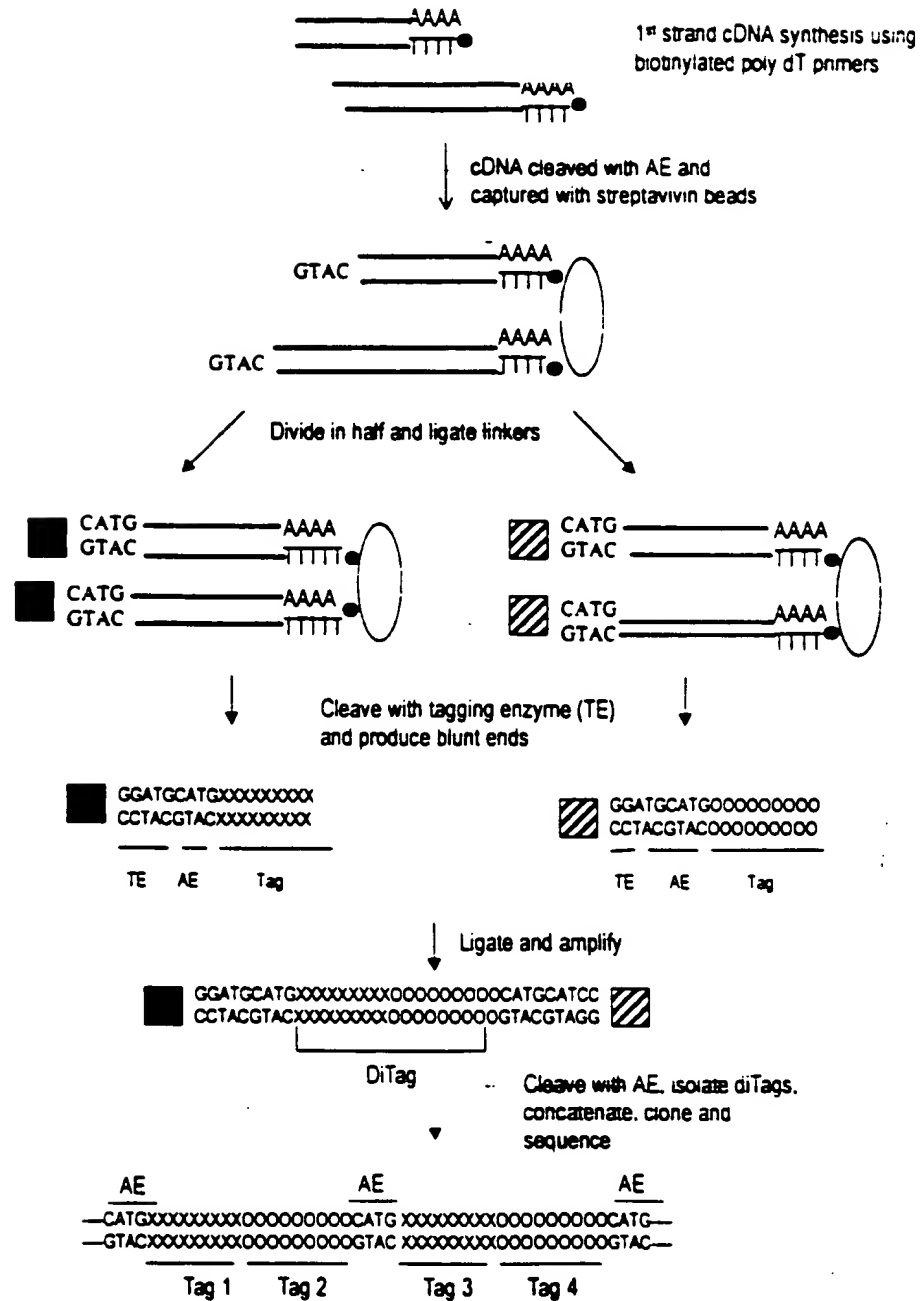 AAAA
TTTT
1st strand cDNA synthesis using
biotinylated poly dT primers
AAAA
TTTT
cDNA cleaved with AE and
captured with streptavivin beads
AAAA
GTAC
TTTT
AAAA
GTAC
TTTT
Divide in half and ligate linkers
CATG AAAA
GTAC TTTTT
CATG AAAA
GTAC TTTTT
CATG AAAA
GTAC TTTT
CATG AAAA
GTAC TTTT
Cleave with tagging enzyme (TE)
and produce blunt ends
GGATGCATGXXXXXXXXX
CCTACGTACXXXXXXXXX
TE AE Tag
GGATGCATGOOOOOOOOO
CCTACGTACOOOOOOOOO
TE AE Tag
Ligate and amplify
GGATGCATGXXXXXXXXXOOOOOOOOOCATGCATCC
CCTACGTACXXXXXXXXXOOOOOOOOOGTACGTAGG
DiTag
Cleave with AE, isolate diTags,
concatenate, clone and
sequence
AE AE AE
—CATGXXXXXXXXXOOOOOOOOOCATGXXXXXXXXXOOOOOOOOOCATG—
—GTACXXXXXXXXXOOOOOOOOOGTACXXXXXXXXXOOOOOOOOOGTAC—
Tag 1 Tag 2 Tag 3 Tag 4